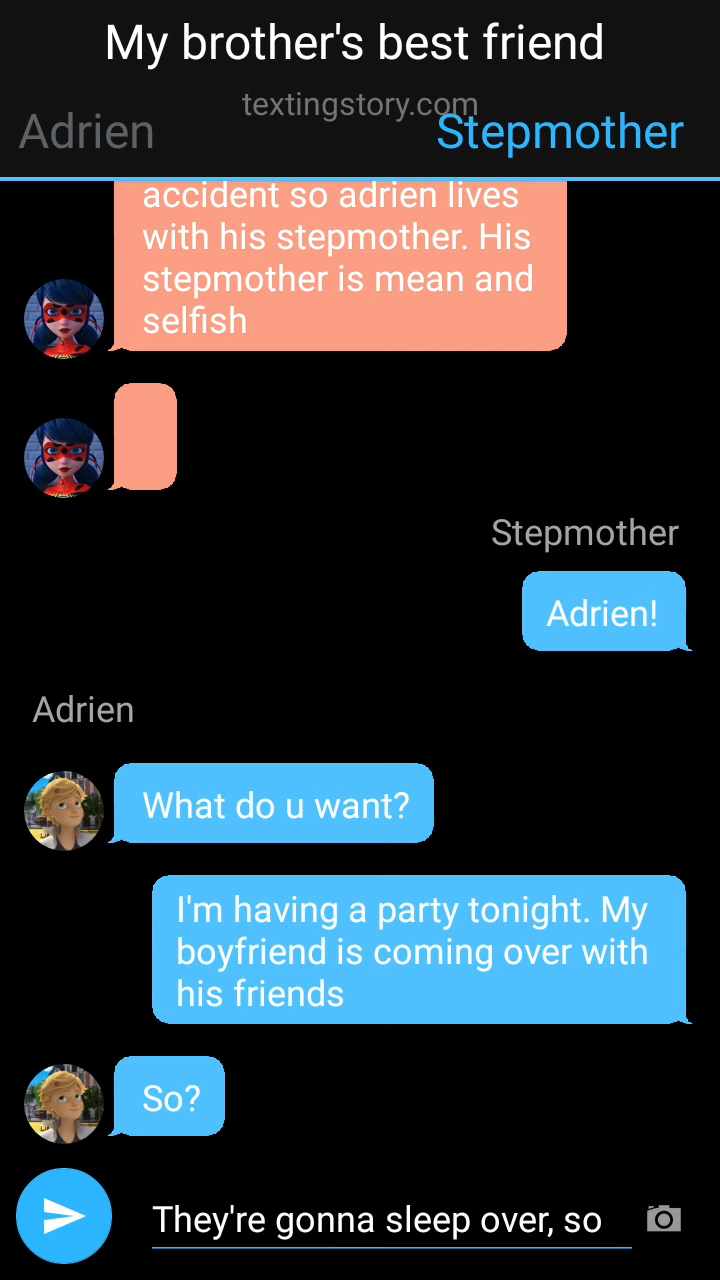 My brother's best friend
textingstory.com
Adrien
Stepmother
accident so adrien lives
with his stepmother. His
stepmother is mean and
selfish
Stepmother
Adrien!
Adrien
What do u want?
I'm having a party tonight. My
boyfriend is coming over with
his friends
So?
They're gonna sleep over, so